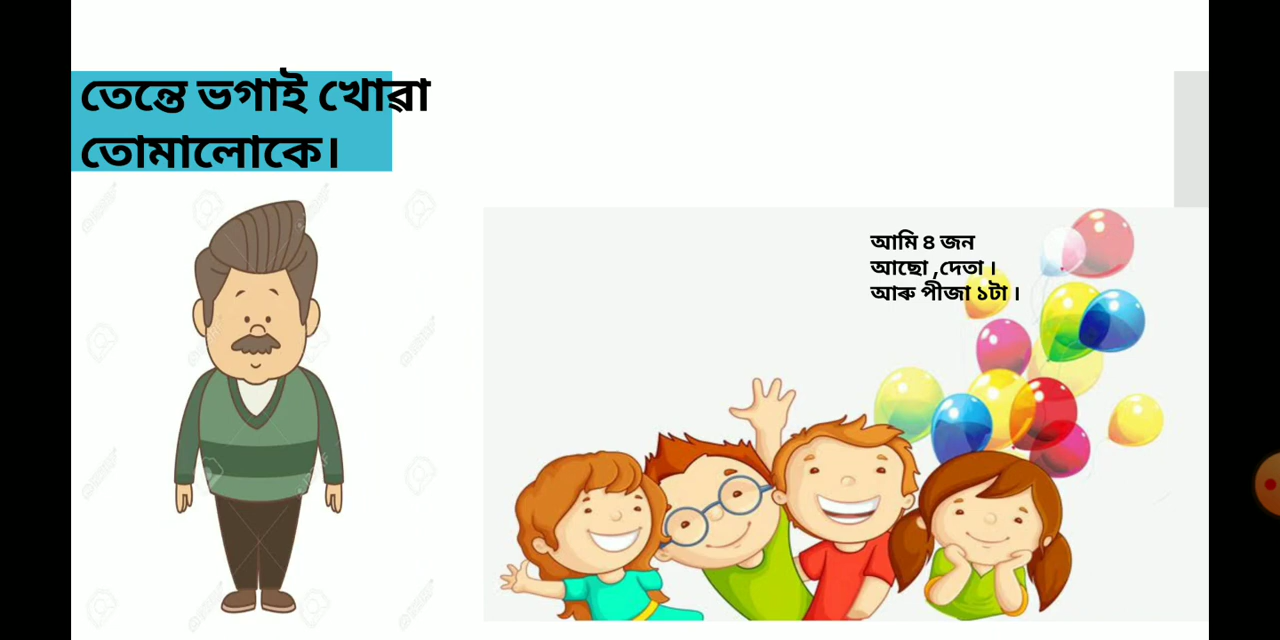 তেন্তে ভগাই খোৱা
তোমালোকে।
আমি ৪ জন
আছো ,দেতা ।
আৰু পীজা ১টা ।